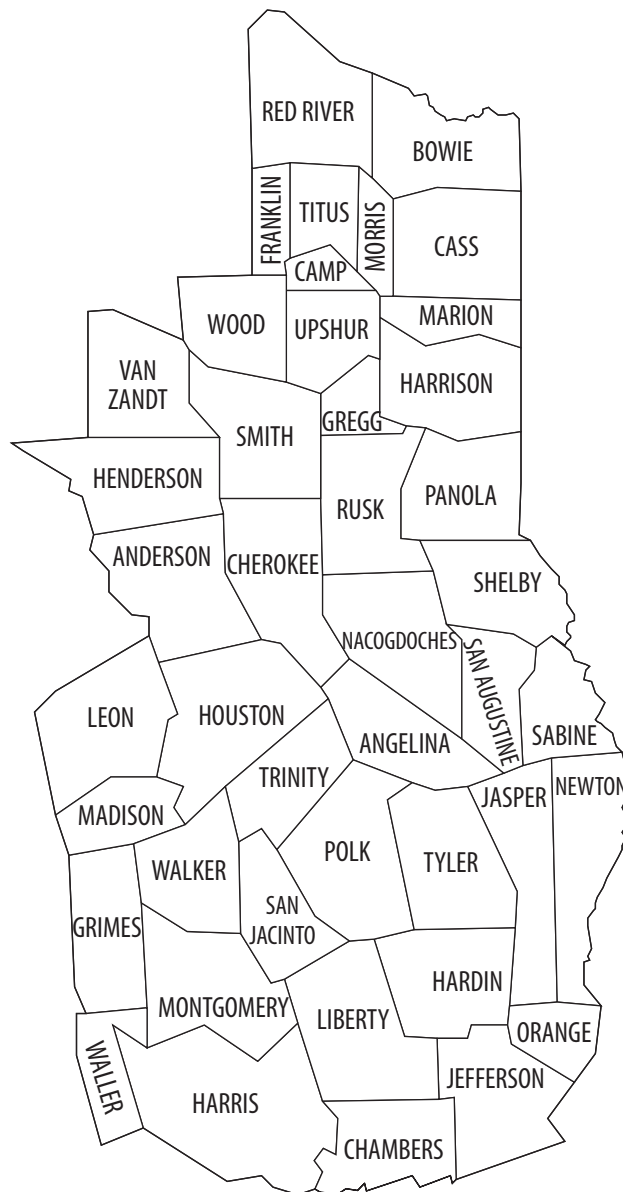 RED RIVER
BOWIE
FRANKLIN
TITUS
MORRIS
CASS
CAMP
WOOD
UPSHUR
MARION
VAN
ZANDT
HARRISON
GREGG
SMITH
HENDERSON
RUSK
PANOLA
ANDERSON
CHEROKEE
SHELBY
NACOGDOCHES
SAN AUGUSTINE
LEON
HOUSTON
ANGELINA
SABINE
TRINITY
JASPER
NEWTON
MADISON
POLK
TYLER
WALKER
SAN
JACINTO
GRIMES
HARDIN
MONTGOMERY
LIBERTY
ORANGE
WALLER
JEFFERSON
HARRIS
CHAMBERS